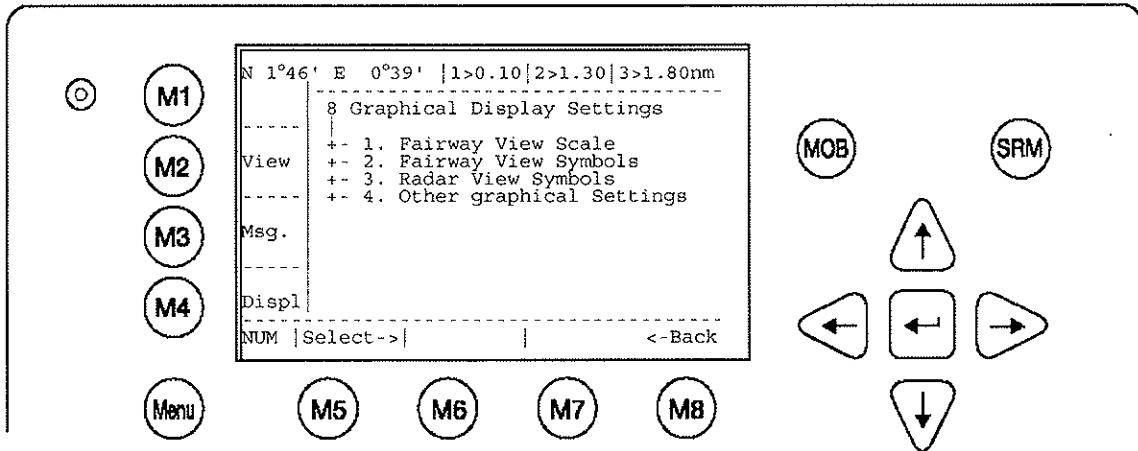 N 1°46' E 0°39' |1>0.10|2>1.30|3>1.80nm
8 Graphical Display Settings
+- 1. Fairway View Scale
+- 2. Fairway View Symbols
+- 3. Radar View Symbols
+- 4. Other graphical Settings
View
Msg.
Displ
NUM |Select->| | <-Back
M1
M2
M3
M4
Menu
M5
M6
M7
M8
MOB
SRM